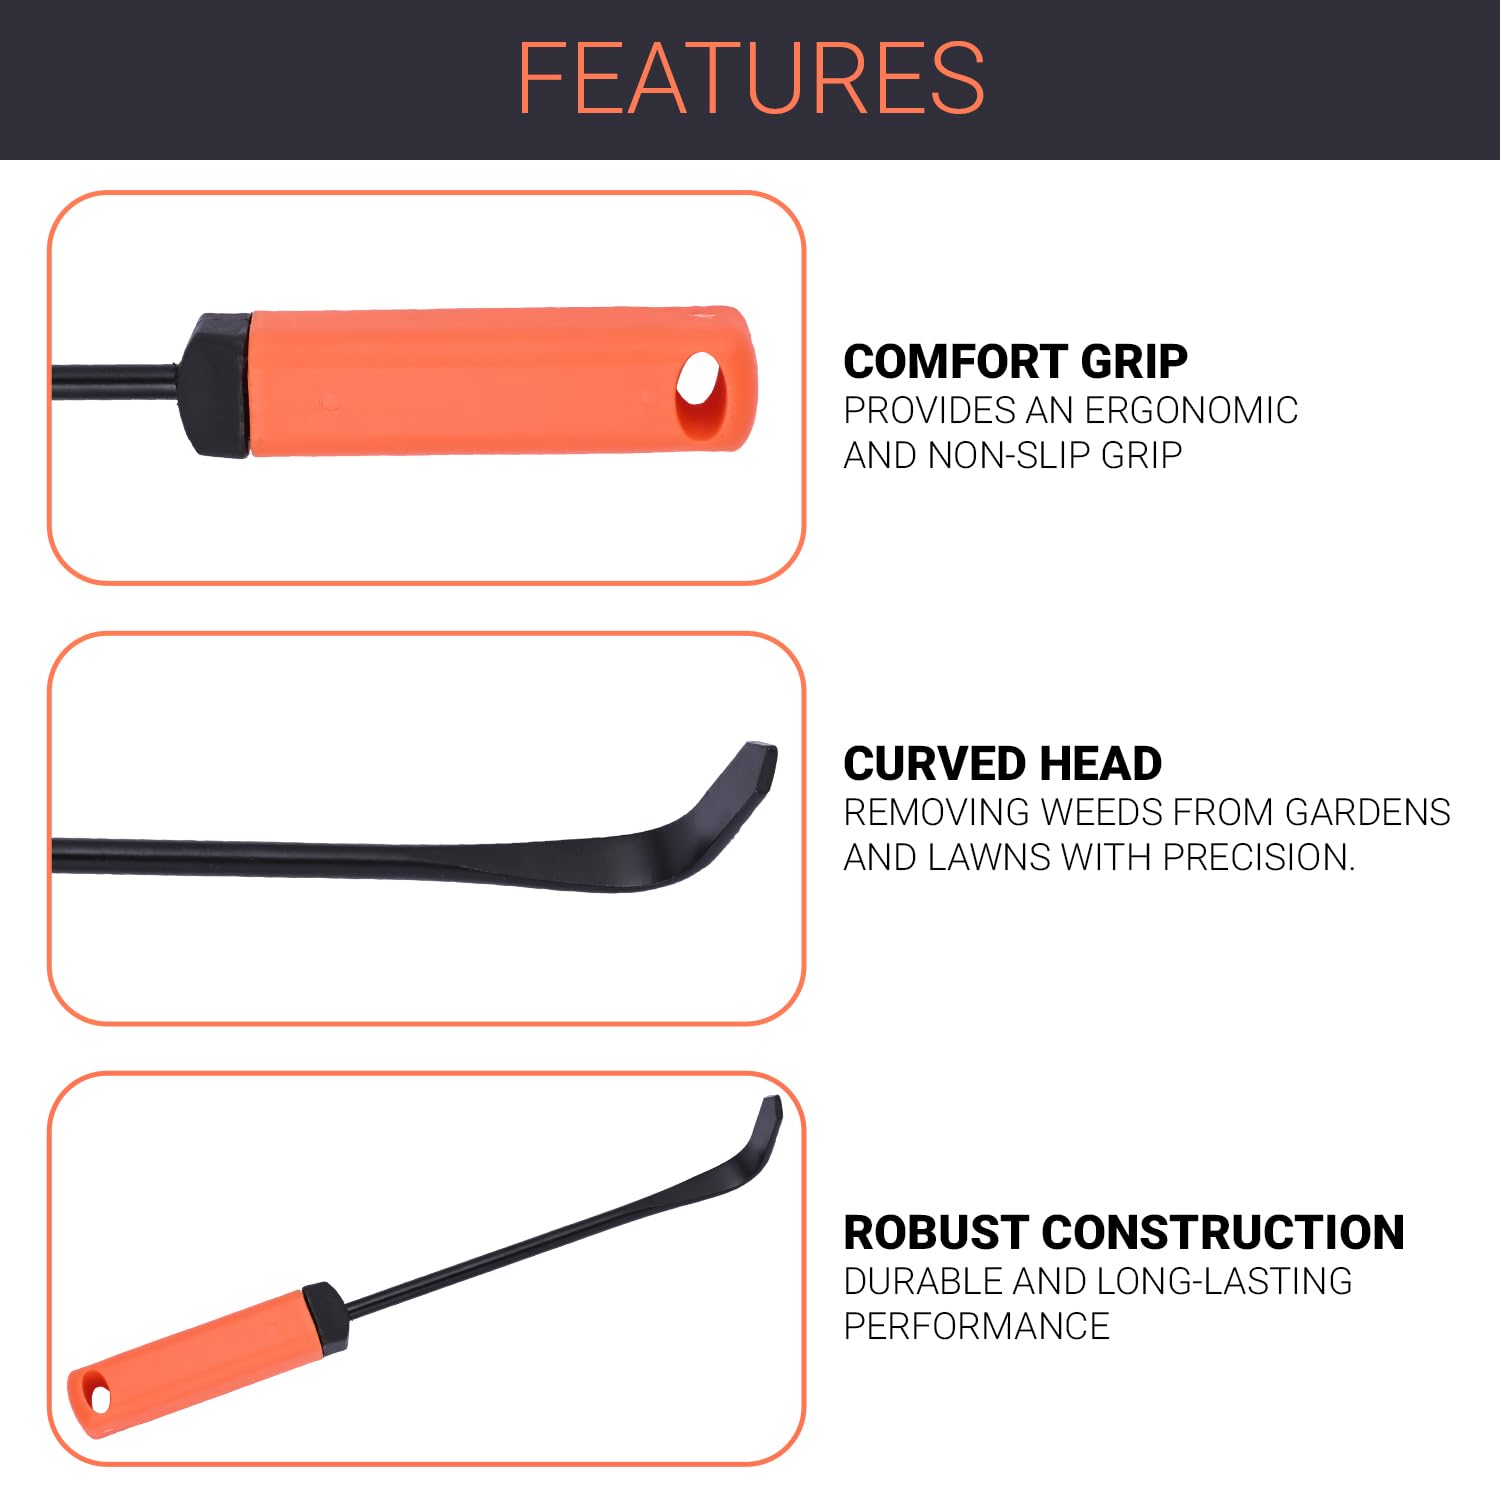 FEATURES
COMFORT GRIP
PROVIDES AN ERGONOMIC
AND NON-SLIP GRIP
CURVED HEAD
REMOVING WEEDS FROM GARDENS
AND LAWNS WITH PRECISION.
ROBUST CONSTRUCTION
DURABLE AND LONG-LASTING
PERFORMANCE